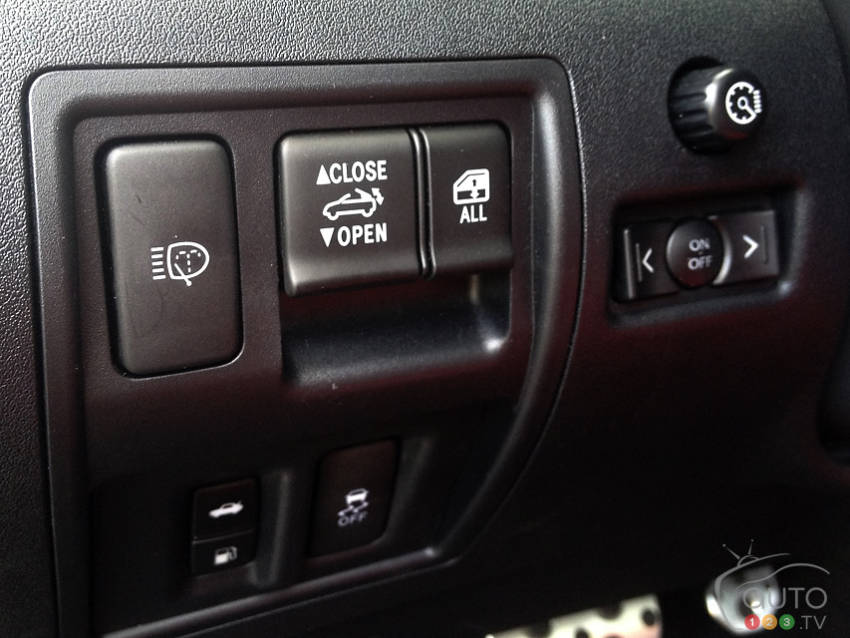 ▲CLOSE
▼OPEN
ALL
< ON OFF >
OFF
AUTO
123.TV